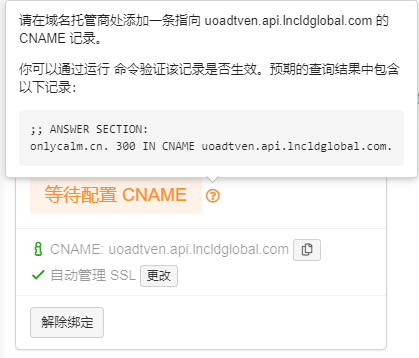 请在域名托管商处添加一条指向 uoadtven.api.lncldglobal.com 的
CNAME 记录。
你可以通过运行 命令验证该记录是否生效。预期的查询结果中包含
以下记录：
;; ANSWER SECTION:
onlycalm.cn. 300 IN CNAME uoadtven.api.lncldglobal.com.
等待配置 CNAME
CNAME: uoadtven.api.lncldglobal.com
自动管理 SSL 更改
解除绑定